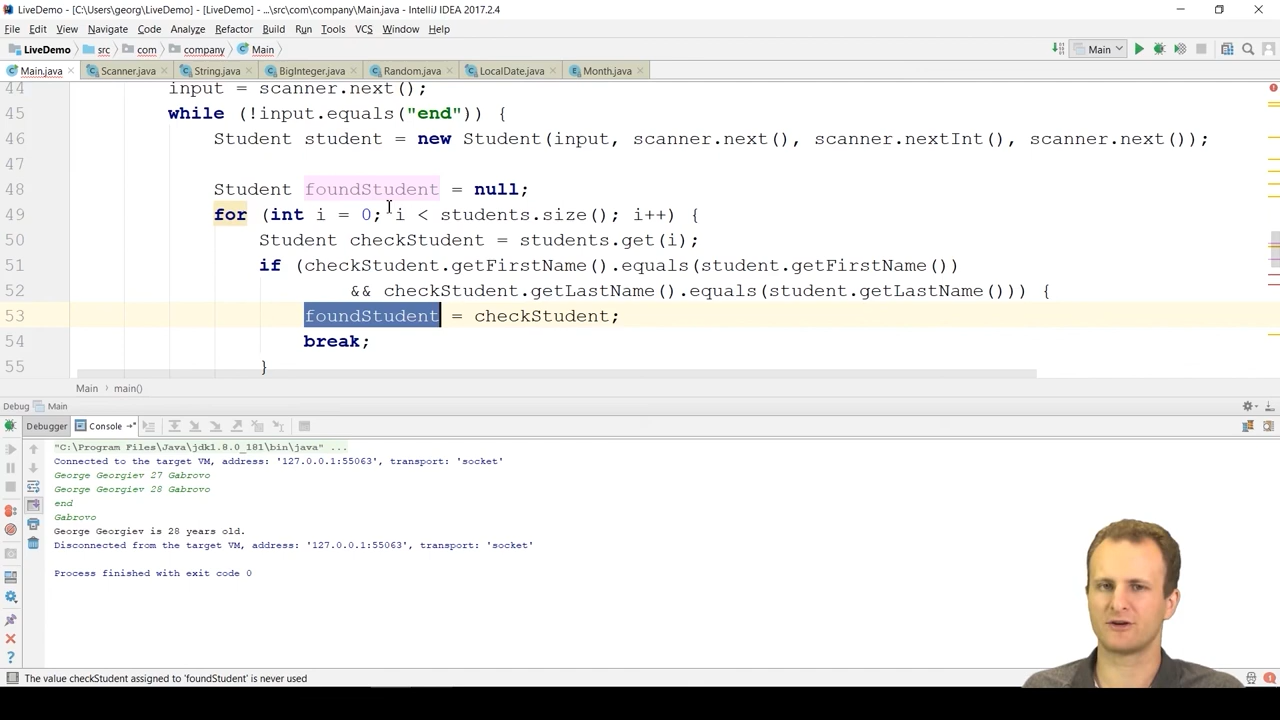 LiveDemo - [C:\Users\georg\LiveDemo] - [LiveDemo] - ...\src\com\company\Main.java - IntelliJ IDEA 2017.2.4
File Edit View Navigate Code Analyze Refactor Build Run Tools VCS Window Help
LiveDemo src com company Main Main
Main.java Scanner.java String.java BigInteger.java Random.java LocalDate.java Month.java
44 input = scanner.next();
45 while (!input.equals("end")) {
46 Student student = new Student(input, scanner.next(), scanner.nextInt(), scanner.next());
47
48 Student foundStudent = null;
49 for (int i = 0; i < students.size(); i++) {
50 Student checkStudent = students.get(i);
51 if (checkStudent.getFirstName().equals(student.getFirstName())
52 && checkStudent.getLastName().equals(student.getLastName())) {
53 foundStudent = checkStudent;
54 break;
55 }
Main main()
Debug Main
Debugger Console
"C:\Program Files\Java\jdk1.8.0_181\bin\java" ...
Connected to the target VM, address: '127.0.0.1:55063', transport: 'socket'
George Georgiev 27 Gabrovo
George Georgiev 28 Gabrovo
end
Gabrovo
George Georgiev is 28 years old.
Disconnected from the target VM, address: '127.0.0.1:55063', transport: 'socket'
Process finished with exit code 0
The value checkStudent assigned to 'foundStudent' is never used